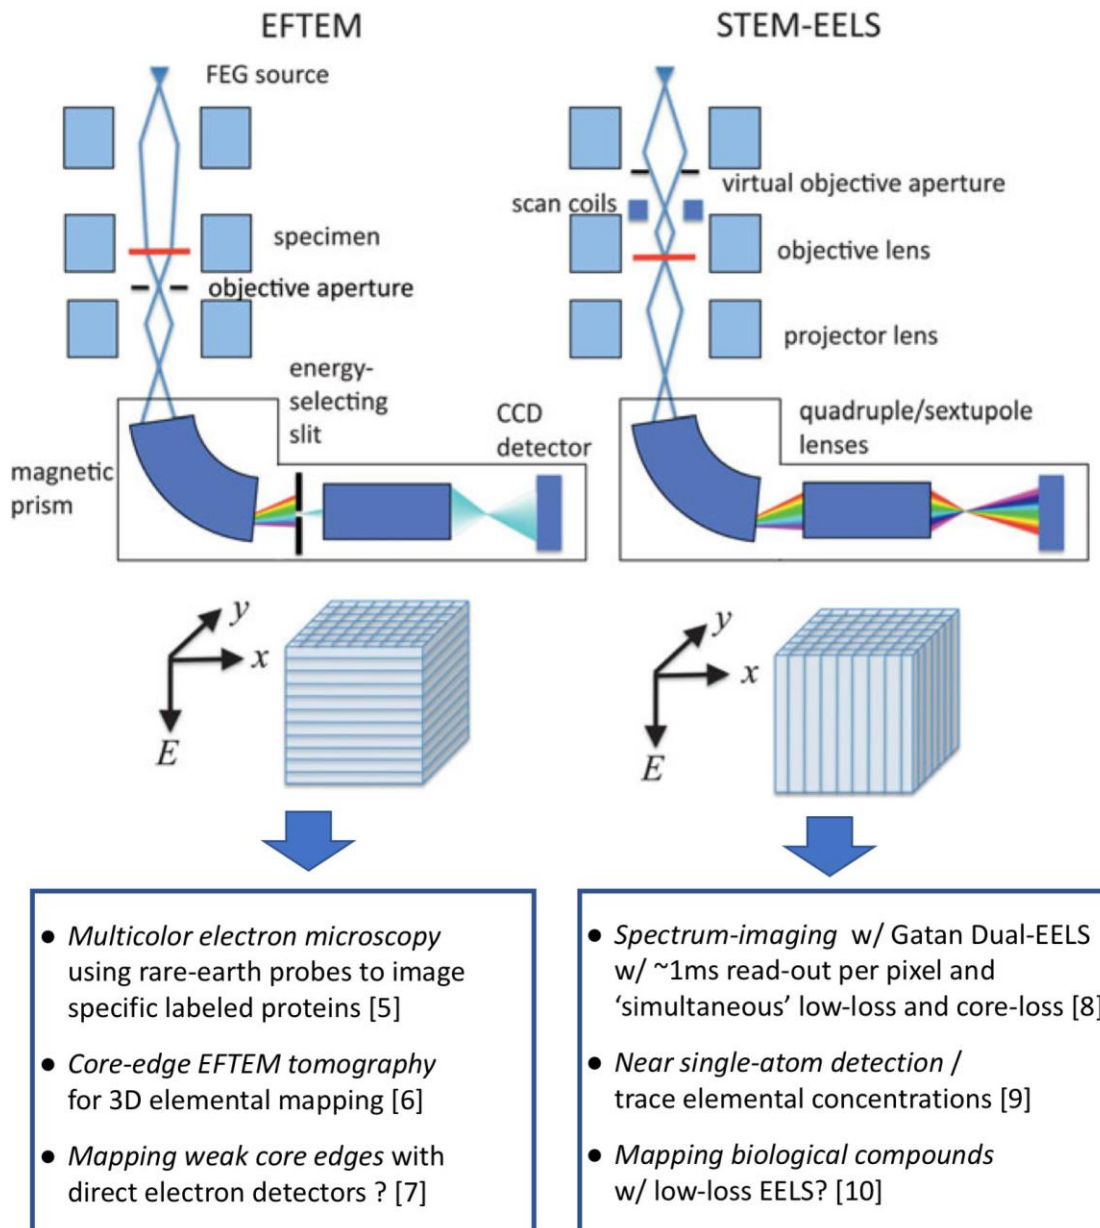 EFTEM
FEG source
specimen
objective aperture
energy-
selecting
slit
CCD
detector
magnetic
prism
y
x
E
● Multicolor electron microscopy
using rare-earth probes to image
specific labeled proteins [5]
● Core-edge EFTEM tomography
for 3D elemental mapping [6]
● Mapping weak core edges with
direct electron detectors ? [7]
STEM-EELS
virtual objective aperture
scan coils
objective lens
projector lens
quadruple/sextupole
lenses
y
x
E
● Spectrum-imaging w/ Gatan Dual-EELS
w/ ~1ms read-out per pixel and
‘simultaneous’ low-loss and core-loss [8]
● Near single-atom detection /
trace elemental concentrations [9]
● Mapping biological compounds
w/ low-loss EELS? [10]